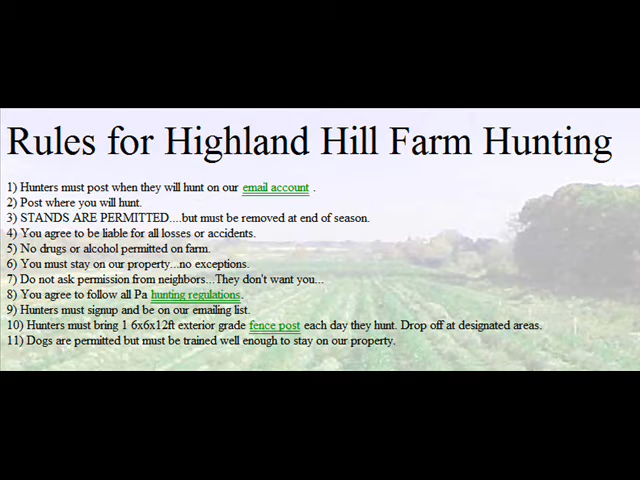 Rules for Highland Hill Farm Hunting
1) Hunters must post when they will hunt on our email account .
2) Post where you will hunt.
3) STANDS ARE PERMITTED....but must be removed at end of season.
4) You agree to be liable for all losses or accidents.
5) No drugs or alcohol permitted on farm.
6) You must stay on our property...no exceptions.
7) Do not ask permission from neighbors...They don't want you...
8) You agree to follow all Pa hunting regulations.
9) Hunters must signup and be on our emailing list.
10) Hunters must bring 1 6x6x12ft exterior grade fence post each day they hunt. Drop off at designated areas.
11) Dogs are permitted but must be trained well enough to stay on our property.